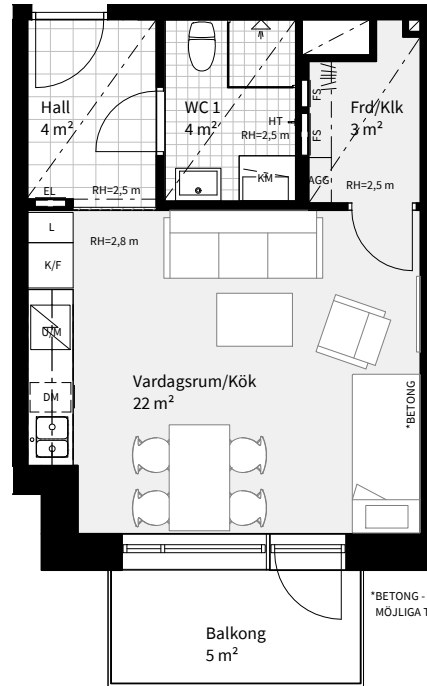 Hall
4 m²
WC 1
4 m²
Frd/Klk
3 m²
FS
FS
HT
RH=2,5 m
KM
AGG
RH=2,5 m
EL
RH=2,5 m
L
RH=2,8 m
K/F
U/M
DM
Vardagsrum/Kök
22 m²
*BETONG
Balkong
5 m²
*BETONG -
MÖJLIGA T